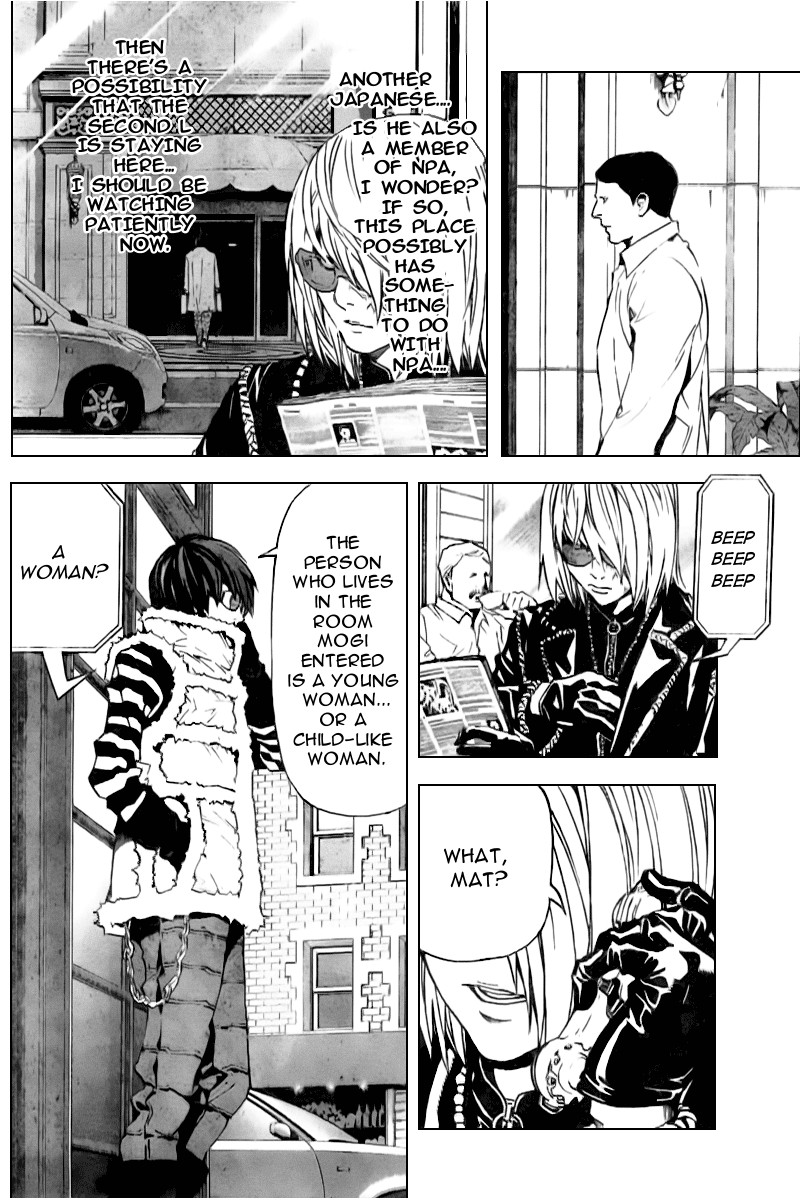 ANOTHER
JAPANESE....
IS HE ALSO
A MEMBER
OF NPA,
I WONDER?
IF SO,
THIS PLACE
POSSIBLY
HAS
SOME-
THING
TO DO
WITH
NPA....
THEN
THERE'S A
POSSIBILITY
THAT THE
SECOND L
IS STAYING
HERE...
I SHOULD BE
WATCHING
PATIENTLY
NOW.
BEEP
BEEP
BEEP
WHAT,
MAT?
THE
PERSON
WHO LIVES
IN THE
ROOM
MOGI
ENTERED
IS A YOUNG
WOMAN...
OR A
CHILD-LIKE
WOMAN.
A
WOMAN?